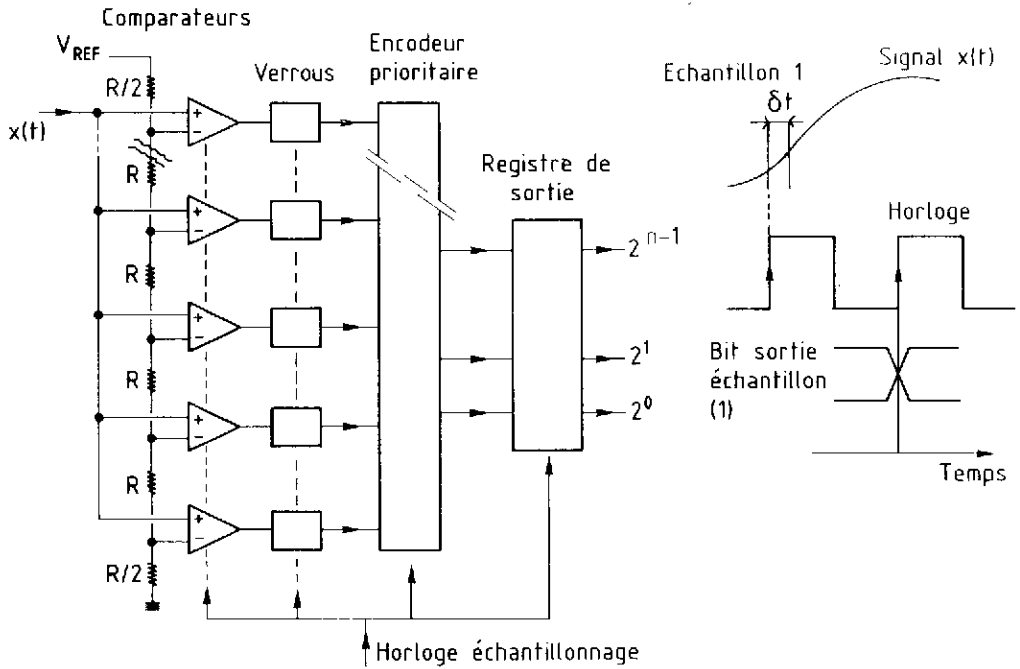 Comparateurs
V_REF
R/2
x(t)
R
R
R
R
R/2
+
−
+
−
+
−
+
−
+
−
Verrous
Encodeur
prioritaire
Registre de
sortie
2^n-1
2^1
2^0
Horloge échantillonnage
Echantillon 1
δt
Signal x(t)
Horloge
Bit sortie
échantillon
(1)
Temps